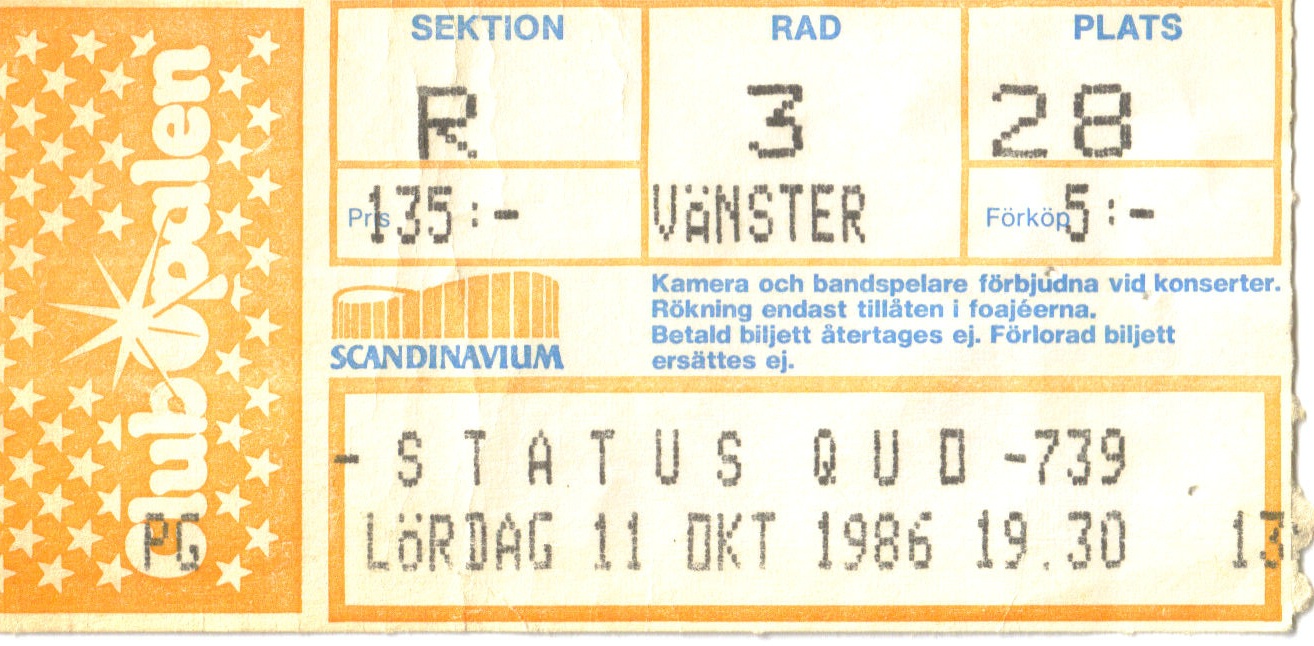 Club Opalen
PG
SEKTION RAD PLATS
R 3 28
Pris 135:- VäNSTER Förköp 5:-
SCANDINAVIUM
Kamera och bandspelare förbjudna vid konserter.
Rökning endast tillåten i foajéerna.
Betald biljett återtages ej. Förlorad biljett
ersättes ej.
- S T A T U S Q U O -739
LöRDAG 11 OKT 1986 19.30 13